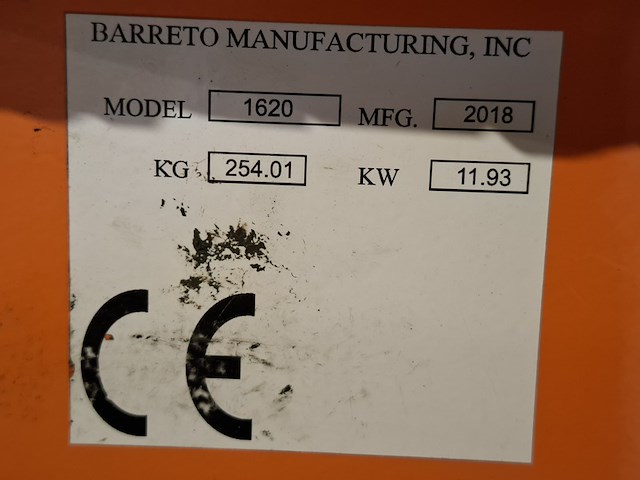 BARRETO MANUFACTURING, INC
MODEL 1620 MFG. 2018
KG 254.01 KW 11.93
CE